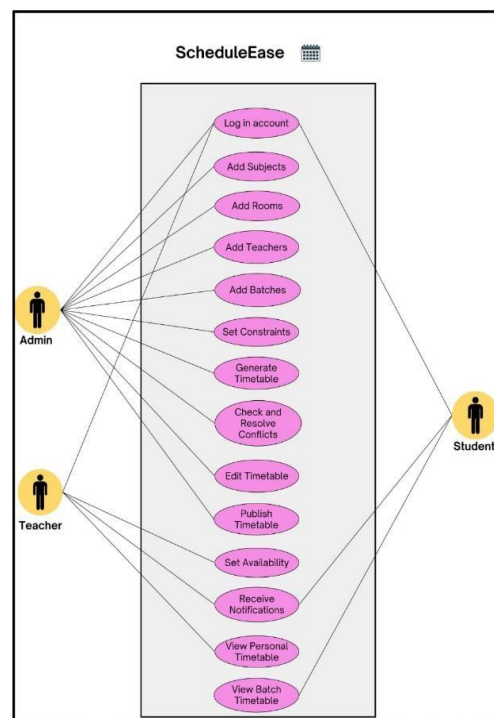 ScheduleEase
Log in account
Add Subjects
Add Rooms
Add Teachers
Add Batches
Admin
Set Constraints
Generate
Timetable
Check and
Resolve
Conflicts
Student
Edit Timetable
Teacher
Publish
Timetable
Set Availability
Receive
Notifications
View Personal
Timetable
View Batch
Timetable